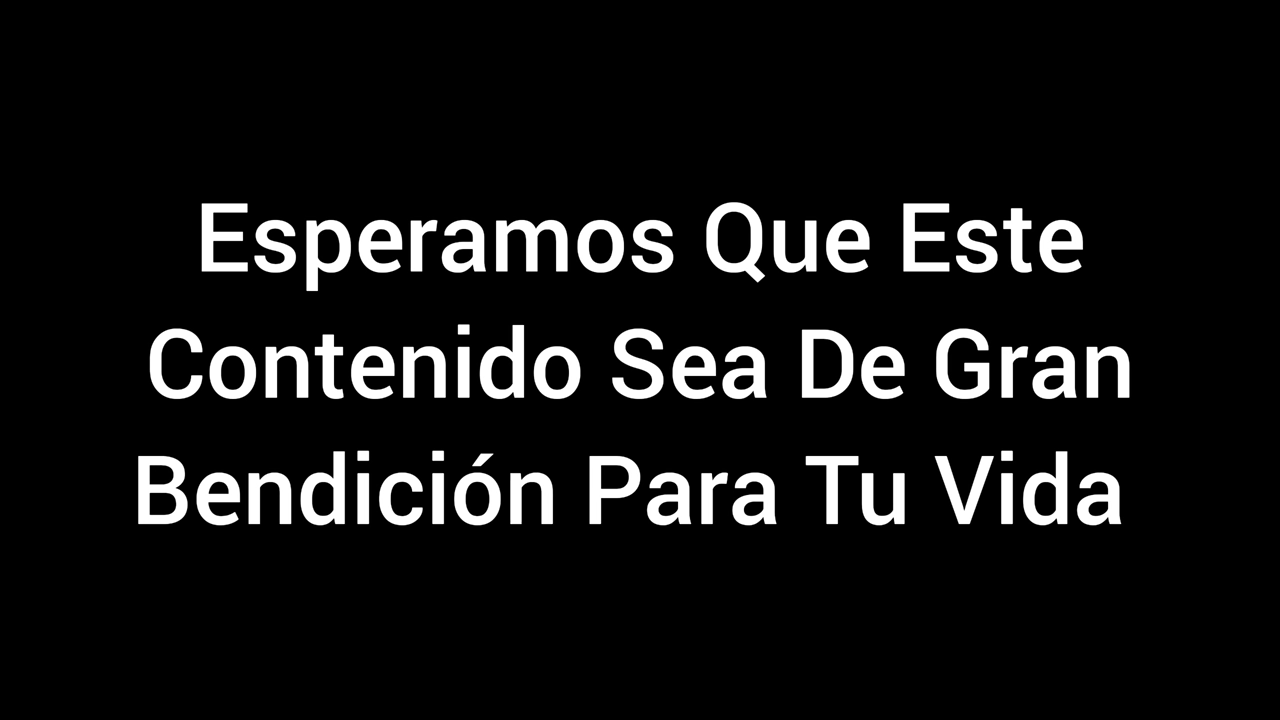 Esperamos Que Este
Contenido Sea De Gran
Bendición Para Tu Vida